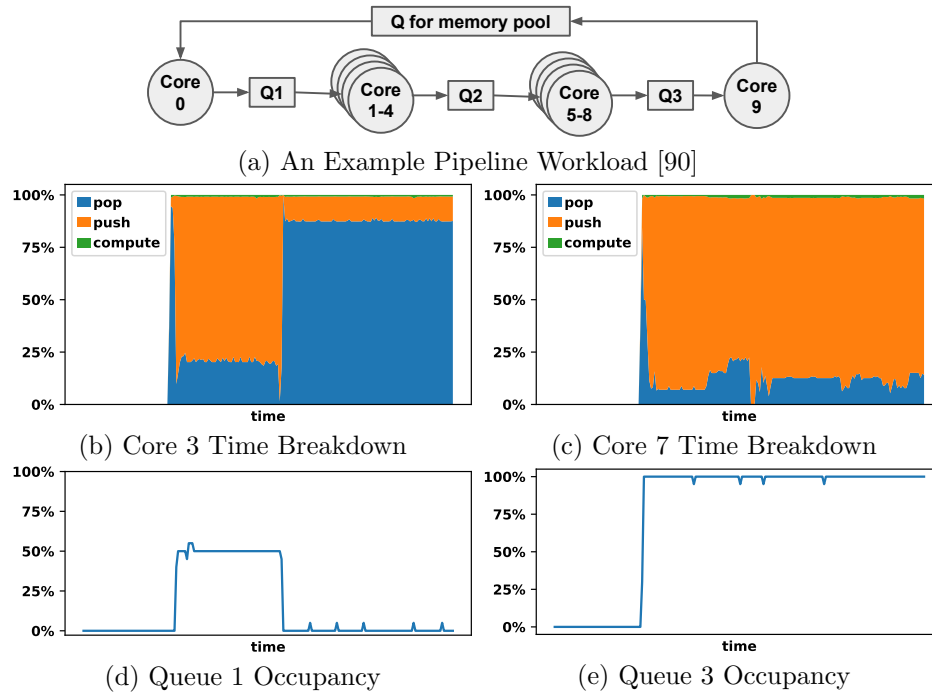 Q for memory pool
Core 0
Q1
Core 1-4
Q2
Core 5-8
Q3
Core 9
(a) An Example Pipeline Workload [90]
100%
75%
50%
25%
0%
pop
push
compute
time
(b) Core 3 Time Breakdown
100%
75%
50%
25%
0%
pop
push
compute
time
(c) Core 7 Time Breakdown
100%
75%
50%
25%
0%
time
(d) Queue 1 Occupancy
100%
75%
50%
25%
0%
time
(e) Queue 3 Occupancy